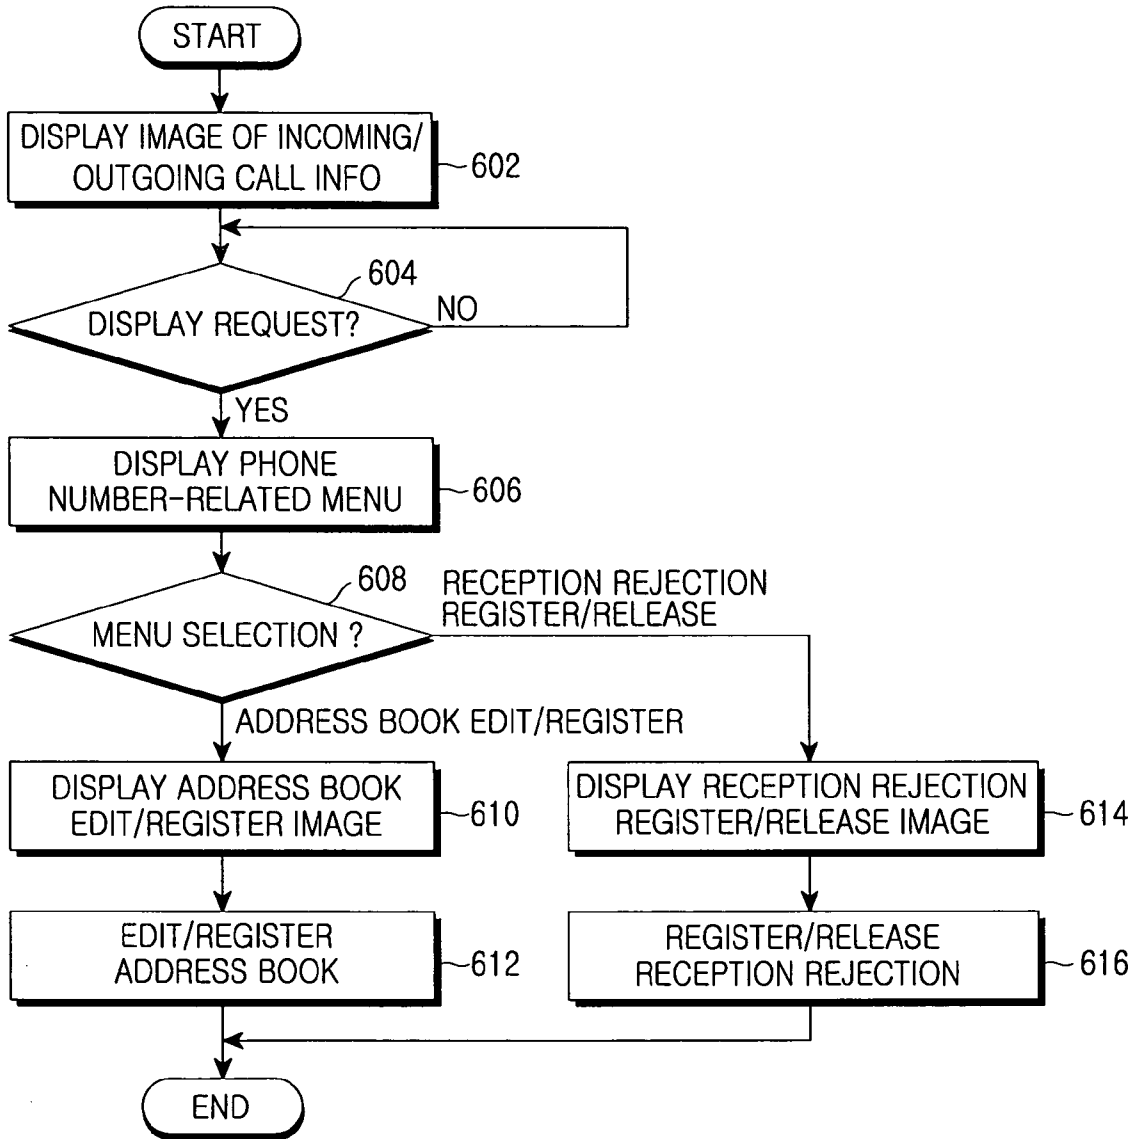 START
DISPLAY IMAGE OF INCOMING/
OUTGOING CALL INFO
602
604
DISPLAY REQUEST?
NO
YES
DISPLAY PHONE
NUMBER-RELATED MENU
606
608
MENU SELECTION ?
RECEPTION REJECTION
REGISTER/RELEASE
ADDRESS BOOK EDIT/REGISTER
DISPLAY ADDRESS BOOK
EDIT/REGISTER IMAGE
610
DISPLAY RECEPTION REJECTION
REGISTER/RELEASE IMAGE
614
EDIT/REGISTER
ADDRESS BOOK
612
REGISTER/RELEASE
RECEPTION REJECTION
616
END